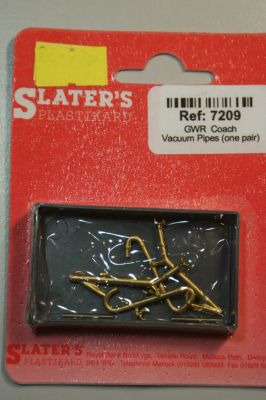 SLATER'S
PLASTIKARD
Ref: 7209
GWR Coach
Vacuum Pipes (one pair)
SLATER'S
PLASTIKARD
Royal Bank Buildings, Temple Road, Matlock Bath, 
Telephone Matlock (01629)